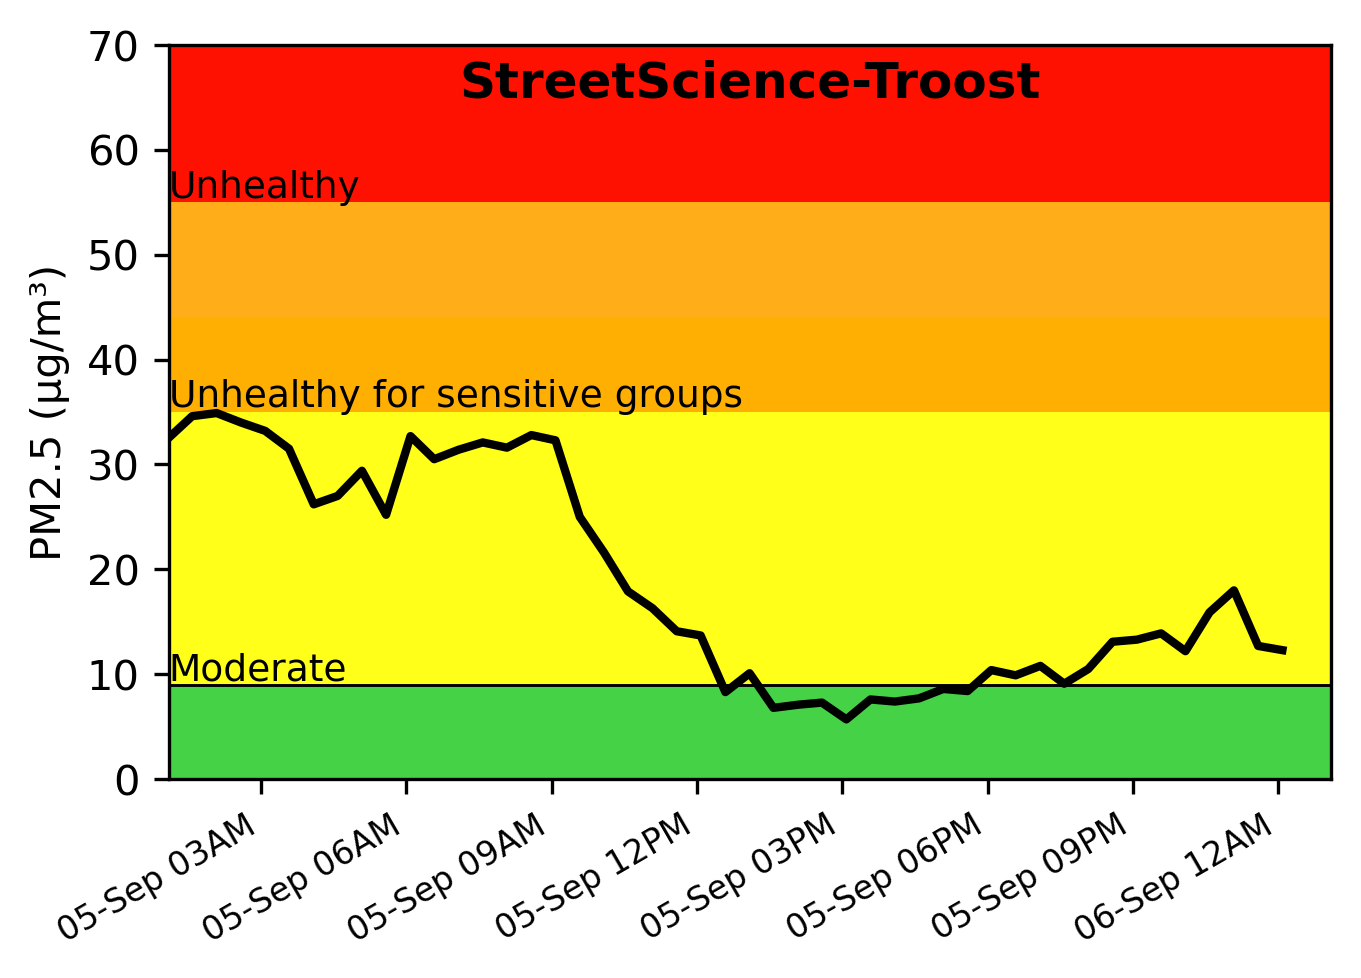 StreetScience-Troost
PM2.5 (µg/m³)
70
60
50
40
30
20
10
0
Unhealthy
Unhealthy for sensitive groups
Moderate
05-Sep 03AM
05-Sep 06AM
05-Sep 09AM
05-Sep 12PM
05-Sep 03PM
05-Sep 06PM
05-Sep 09PM
06-Sep 12AM